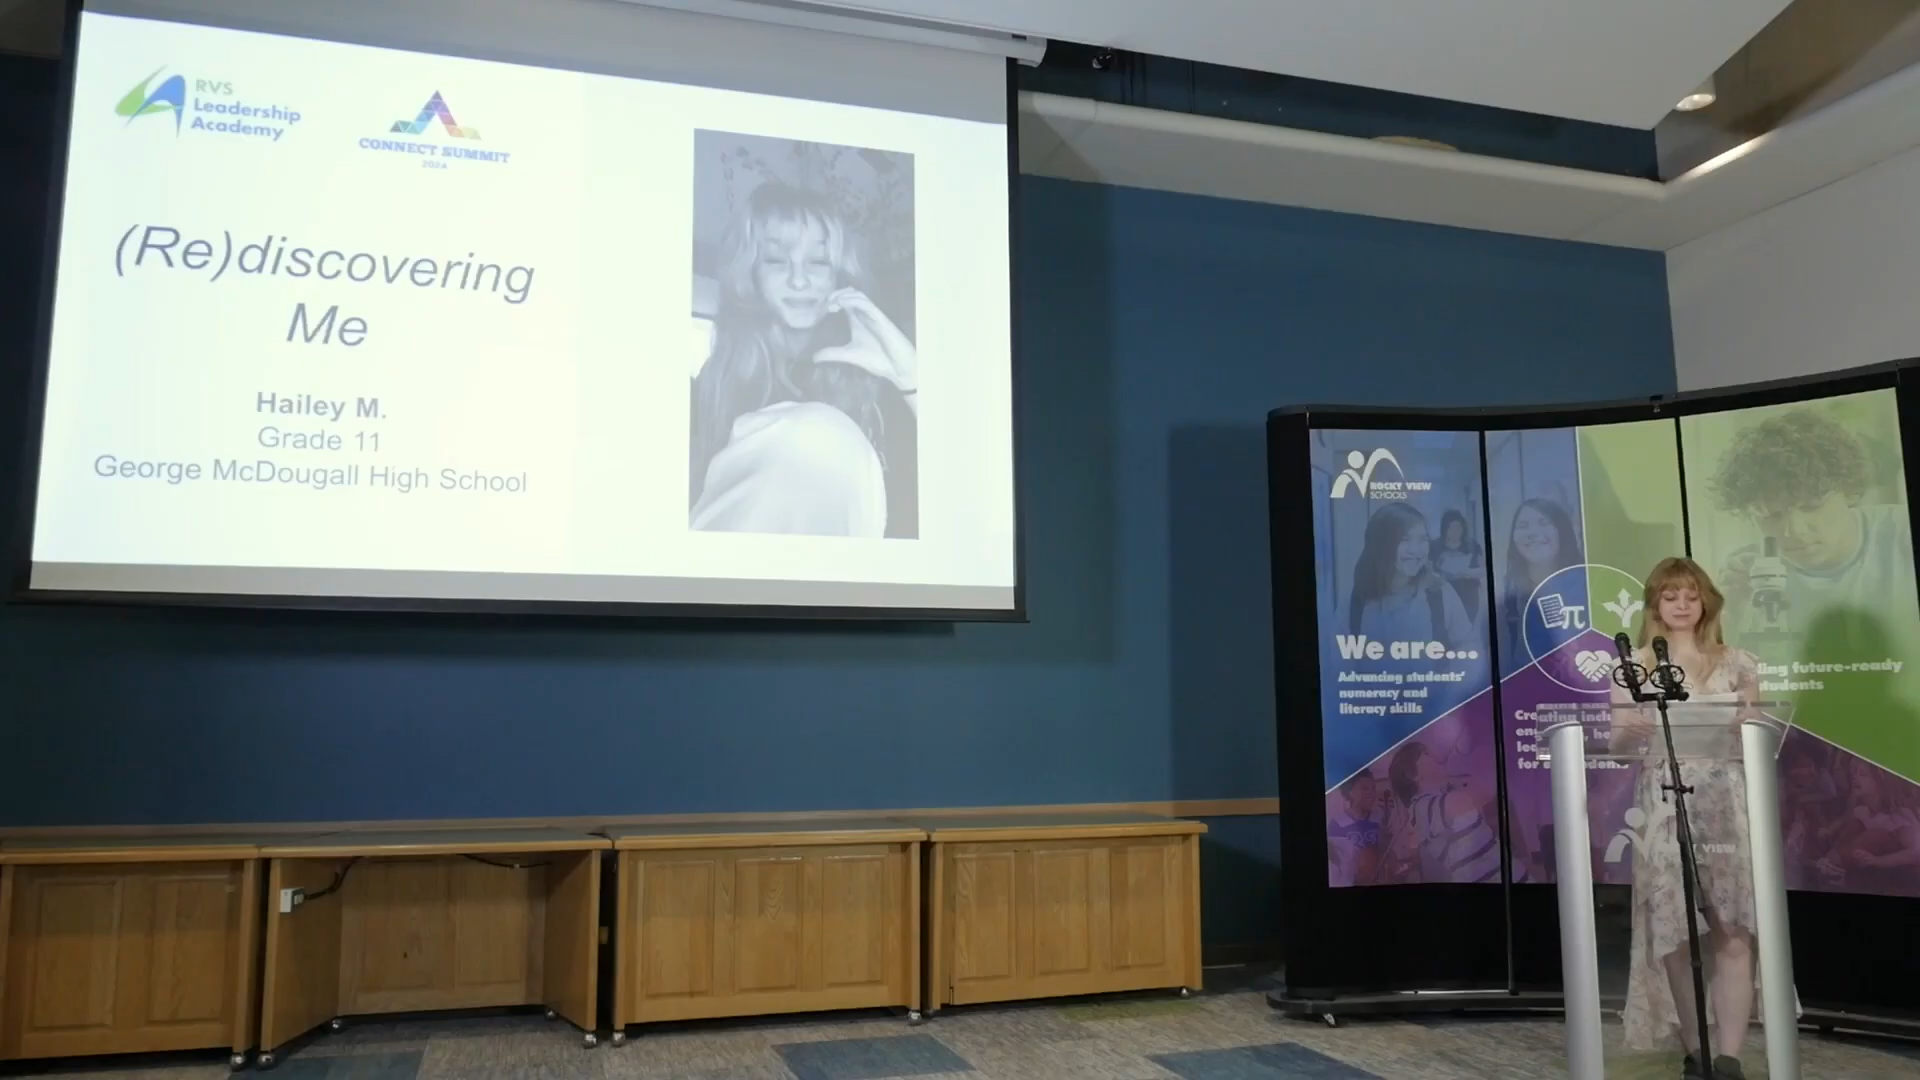 RVS
Leadership
Academy
CONNECT SUMMIT
2024
(Re)discovering
Me
Hailey M.
Grade 11
George McDougall High School
ROCKY VIEW
SCHOOLS
We are...
Advancing students'
numeracy and
literacy skills
π
future-ready
students